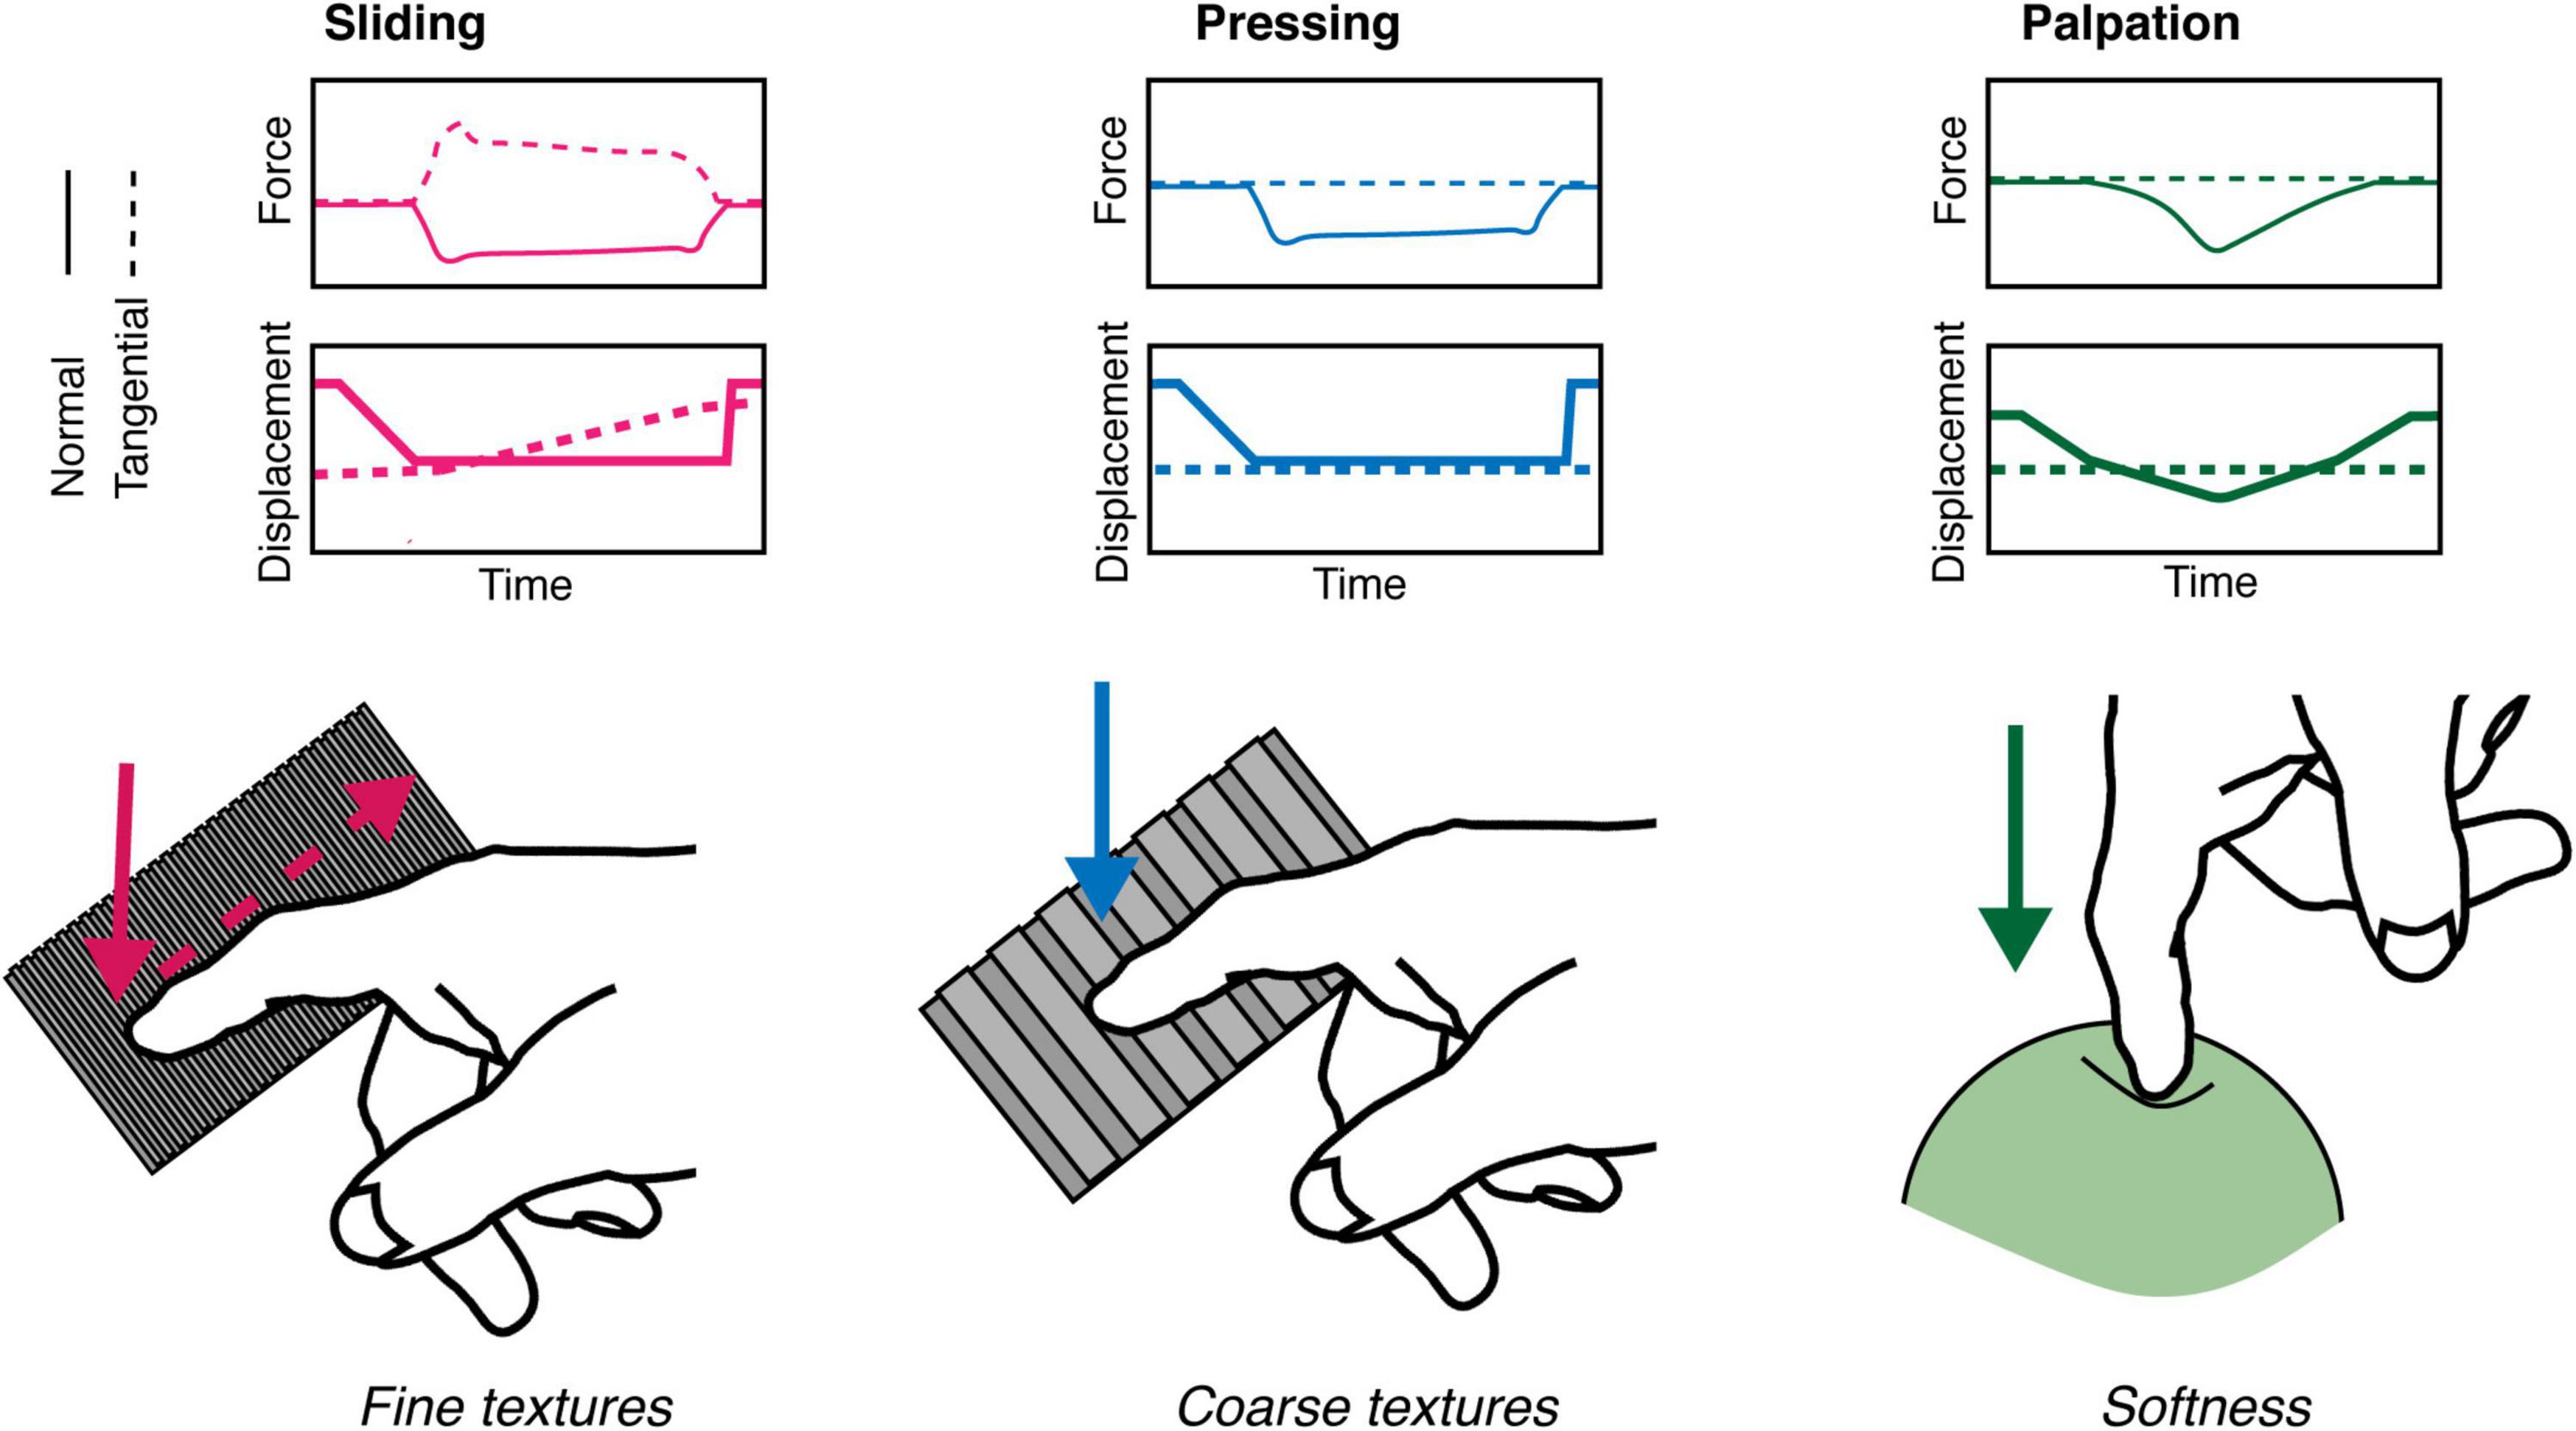 Sliding
Pressing
Palpation
Normal
Tangential
Force
Force
Force
Displacement
Displacement
Displacement
Time
Time
Time
Fine textures
Coarse textures
Softness